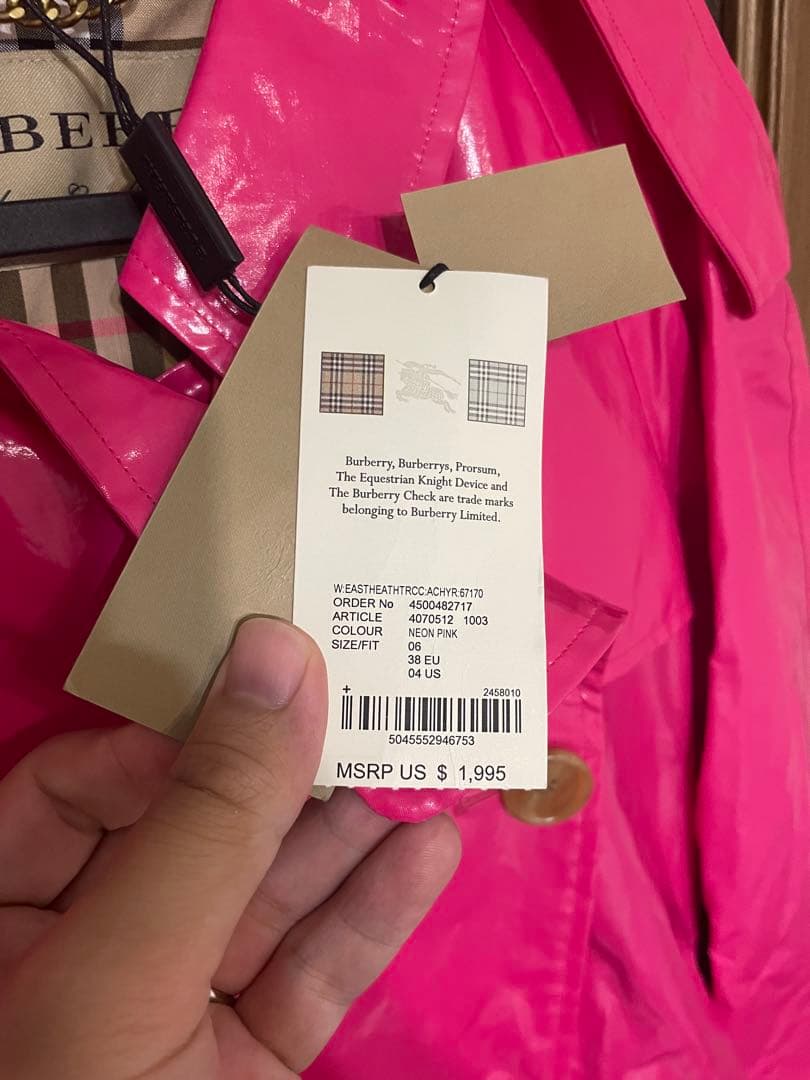 BER
Burberry, Burberrys, Prorsum,
The Equestrian Knight Device and
The Burberry Check are trade marks
belonging to Burberry Limited.
W:EASTHEATHTRCC:ACHYR:67170
ORDER No 4500482717
ARTICLE 4070512 1003
COLOUR NEON PINK
SIZE/FIT 06
38 EU
04 US
+
2458010
5045552946753
MSRP US $ 1,995